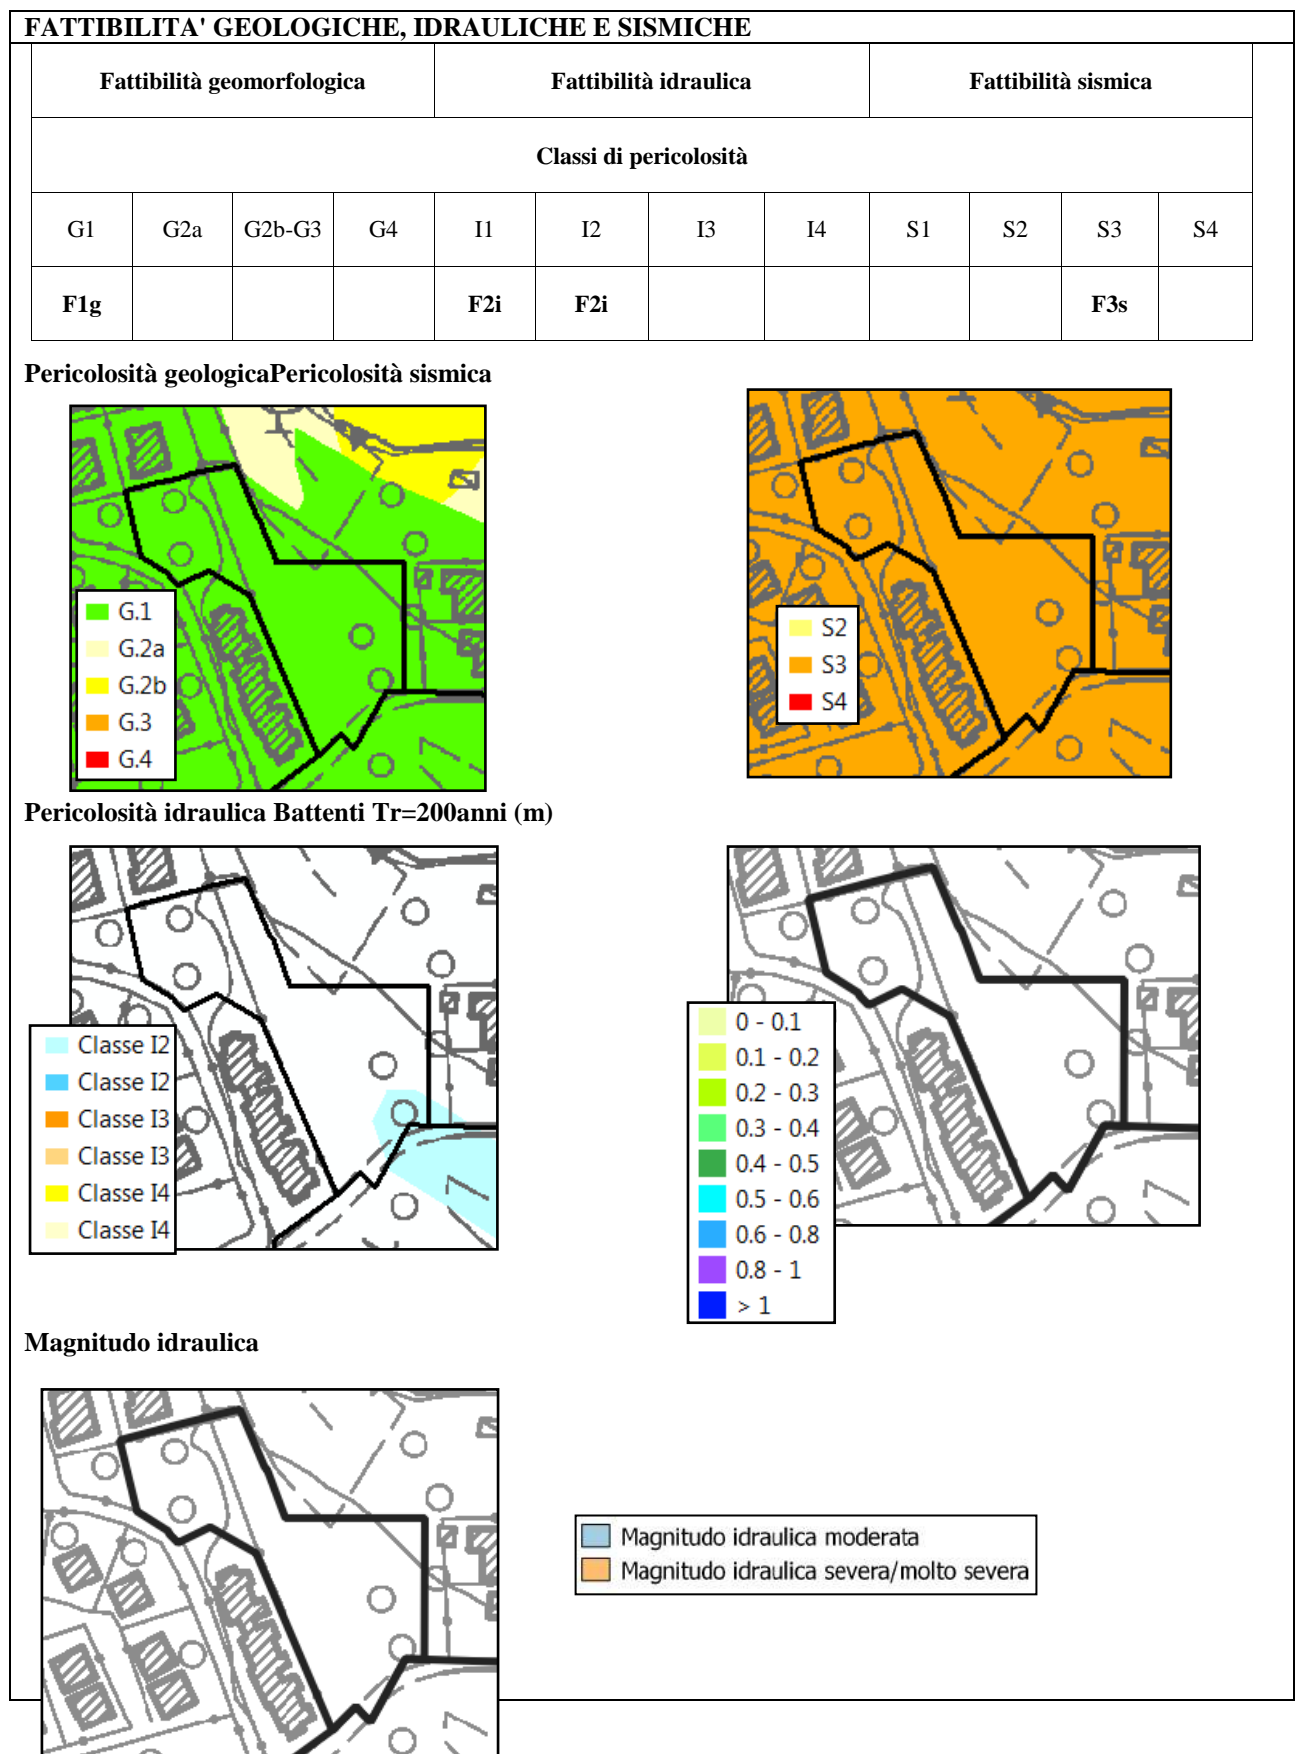 FATTIBILITA' GEOLOGICHE, IDRAULICHE E SISMICHE
Fattibilità geomorfologica Fattibilità idraulica Fattibilità sismica
Classi di pericolosità
G1 G2a G2b-G3 G4 I1 I2 I3 I4 S1 S2 S3 S4
F1g F2i F2i F3s
Pericolosità geologicaPericolosità sismica
G.1
G.2a
G.2b
G.3
G.4
S2
S3
S4
Pericolosità idraulica Battenti Tr=200anni (m)
Classe I2
Classe I2
Classe I3
Classe I3
Classe I4
Classe I4
0 - 0.1
0.1 - 0.2
0.2 - 0.3
0.3 - 0.4
0.4 - 0.5
0.5 - 0.6
0.6 - 0.8
0.8 - 1
> 1
Magnitudo idraulica
Magnitudo idraulica moderata
Magnitudo idraulica severa/molto severa